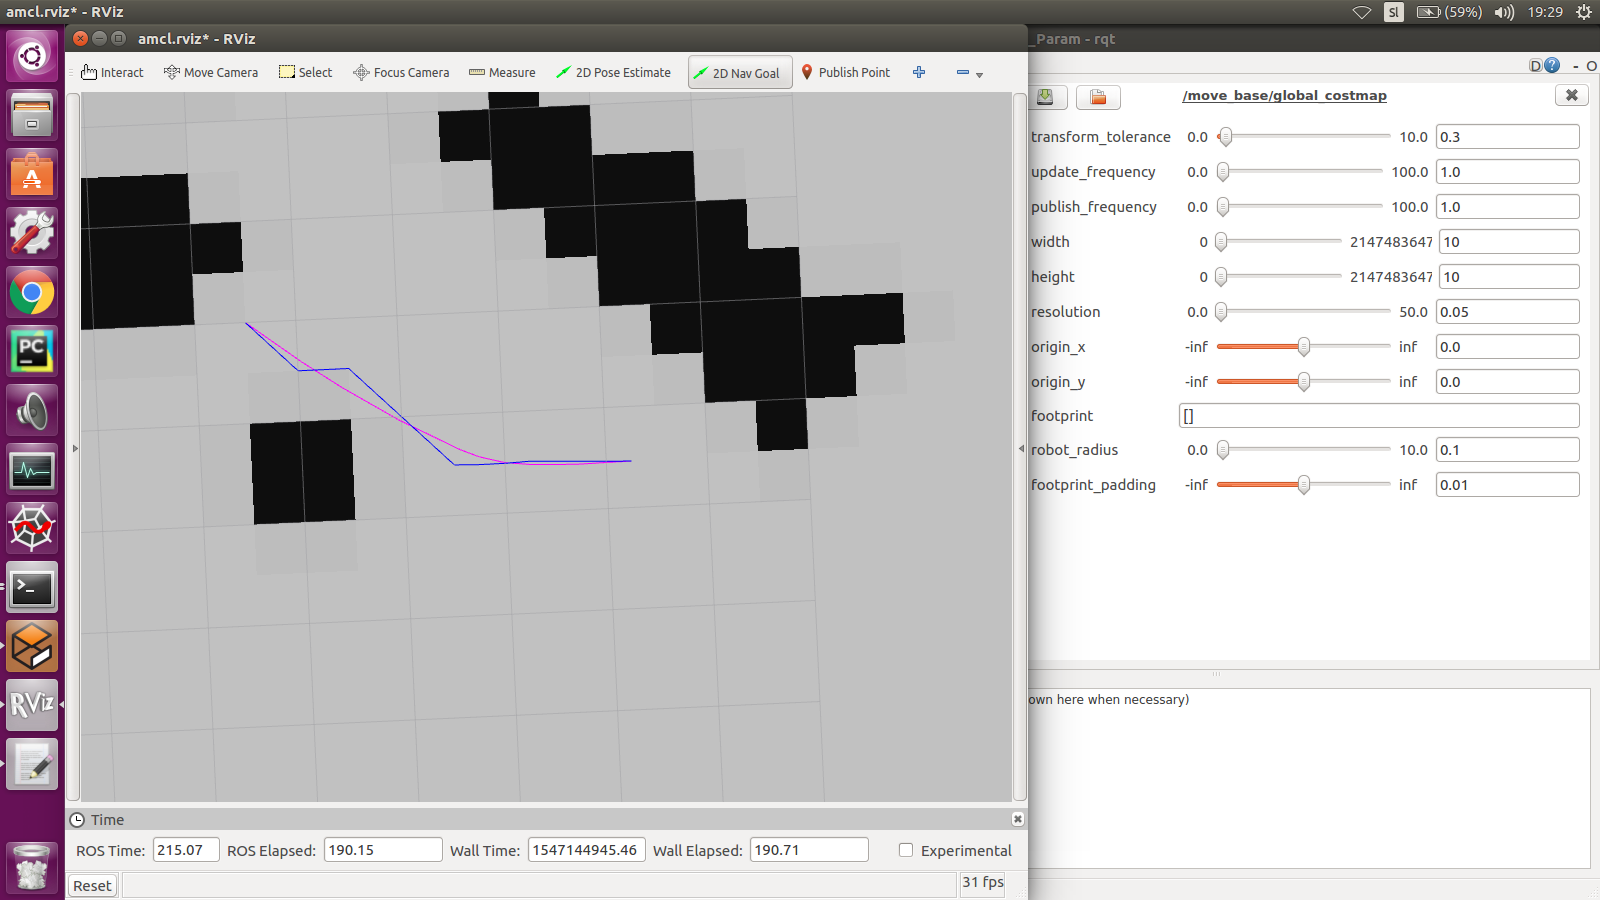 amcl.rviz* - RViz
Sl (59%) 19:29
amcl.rviz* - RViz
_Param - rqt
Interact Move Camera Select Focus Camera Measure 2D Pose Estimate 2D Nav Goal Publish Point
D ? - O
/move_base/global_costmap
transform_tolerance 0.0 10.0 0.3
update_frequency 0.0 100.0 1.0
publish_frequency 0.0 100.0 1.0
width 0 2147483647 10
height 0 2147483647 10
resolution 0.0 50.0 0.05
origin_x -inf inf 0.0
origin_y -inf inf 0.0
footprint []
robot_radius 0.0 10.0 0.1
footprint_padding -inf inf 0.01
PC
RViz
own here when necessary)
Time
ROS Time: 215.07 ROS Elapsed: 190.15 Wall Time: 1547144945.46 Wall Elapsed: 190.71 Experimental
Reset 31 fps